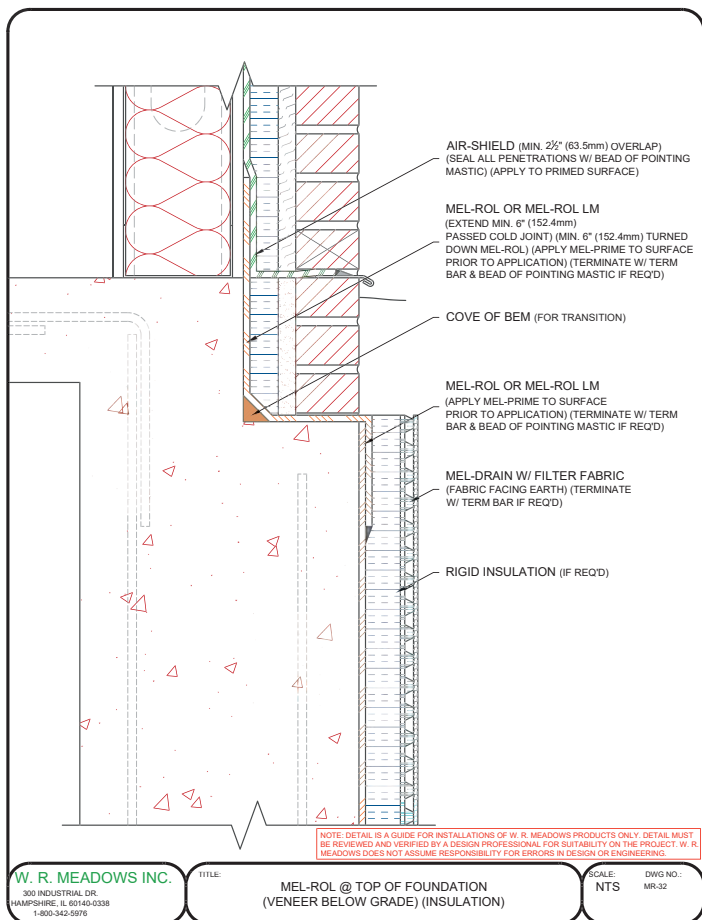 AIR-SHIELD (MIN. 2½" (63.5mm) OVERLAP)
(SEAL ALL PENETRATIONS W/ BEAD OF POINTING
MASTIC) (APPLY TO PRIMED SURFACE)
MEL-ROL OR MEL-ROL LM
(EXTEND MIN. 6" (152.4mm)
PASSED COLD JOINT) (MIN. 6" (152.4mm) TURNED
DOWN MEL-ROL) (APPLY MEL-PRIME TO SURFACE
PRIOR TO APPLICATION) (TERMINATE W/ TERM
BAR & BEAD OF POINTING MASTIC IF REQ'D)
COVE OF BEM (FOR TRANSITION)
MEL-ROL OR MEL-ROL LM
(APPLY MEL-PRIME TO SURFACE
PRIOR TO APPLICATION) (TERMINATE W/ TERM
BAR & BEAD OF POINTING MASTIC IF REQ'D)
MEL-DRAIN W/ FILTER FABRIC
(FABRIC FACING EARTH) (TERMINATE
W/ TERM BAR IF REQ'D)
RIGID INSULATION (IF REQ'D)
NOTE: DETAIL IS A GUIDE FOR INSTALLATIONS OF W. R. MEADOWS PRODUCTS ONLY. DETAIL MUST
BE REVIEWED AND VERIFIED BY A DESIGN PROFESSIONAL FOR SUITABILITY ON THE PROJECT. W. R.
MEADOWS DOES NOT ASSUME RESPONSIBILITY FOR ERRORS IN DESIGN OR ENGINEERING.
W. R. MEADOWS INC.
300 INDUSTRIAL DR.
HAMPSHIRE, IL 60140-0338
1-800-342-5976
TITLE:
MEL-ROL @ TOP OF FOUNDATION
(VENEER BELOW GRADE) (INSULATION)
SCALE:
NTS
DWG NO.:
MR-32